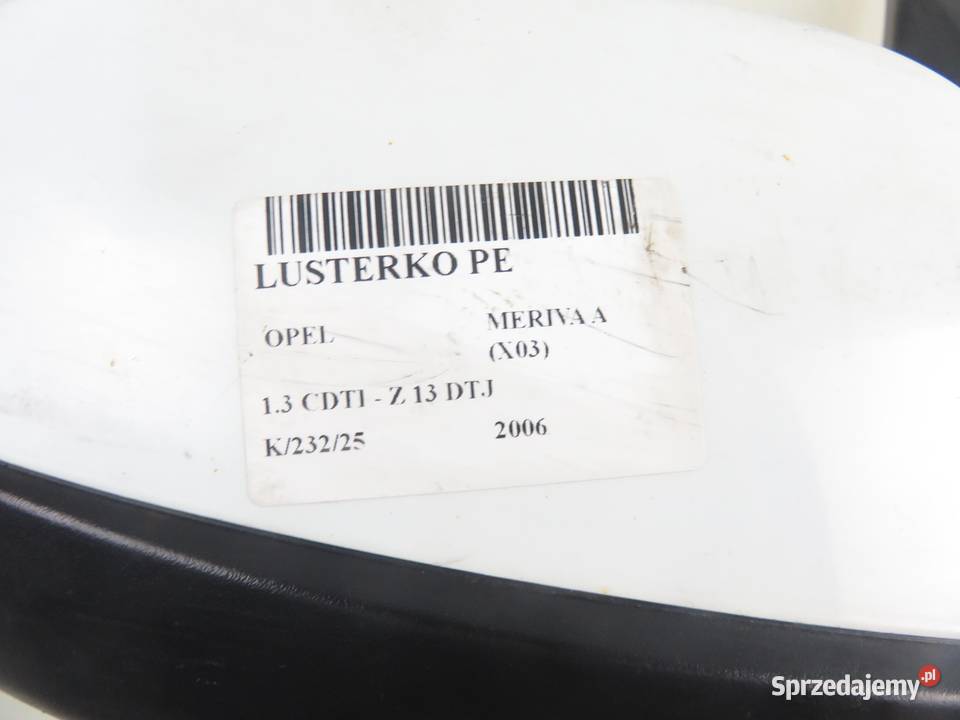 LUSTERKO PE
OPEL MERIVA A
(X03)
1.3 CDTI - Z 13 DTJ
K/232/25 2006
Sprzedajemy.pl